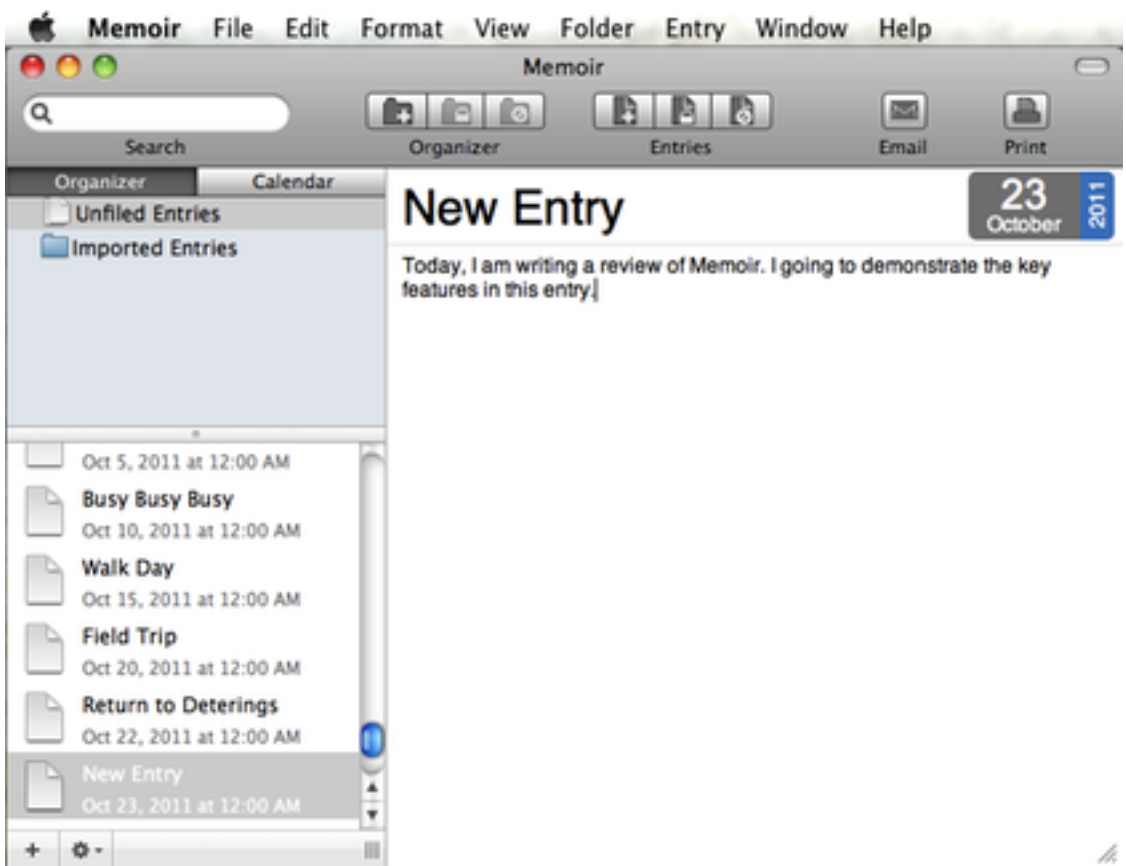 Memoir File Edit Format View Folder Entry Window Help
Memoir
Search Organizer Entries Email Print
Organizer Calendar
Unfiled Entries
Imported Entries
Oct 5, 2011 at 12:00 AM
Busy Busy Busy
Oct 10, 2011 at 12:00 AM
Walk Day
Oct 15, 2011 at 12:00 AM
Field Trip
Oct 20, 2011 at 12:00 AM
Return to Deterings
Oct 22, 2011 at 12:00 AM
New Entry
Oct 23, 2011 at 12:00 AM
New Entry
23
October
2011
Today, I am writing a review of Memoir. I going to demonstrate the key
features in this entry.